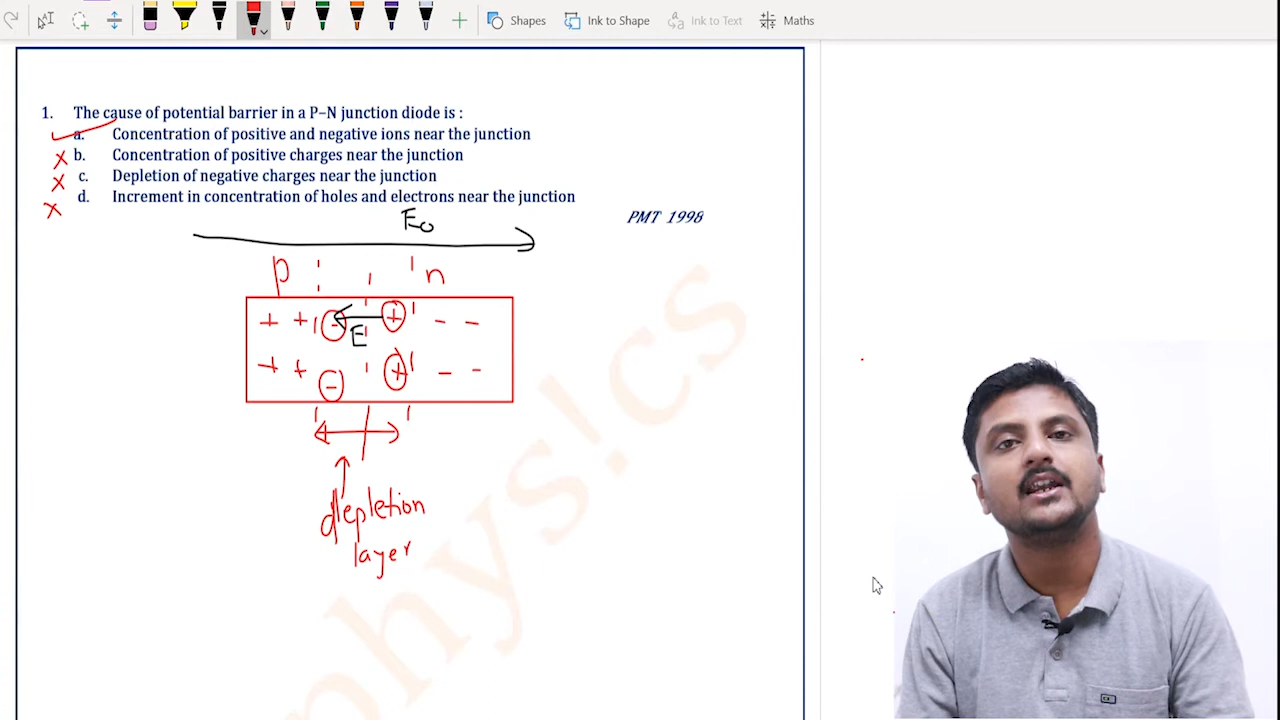 Shapes Ink to Shape Ink to Text Maths
1. The cause of potential barrier in a P–N junction diode is :
a. Concentration of positive and negative ions near the junction
b. Concentration of positive charges near the junction
c. Depletion of negative charges near the junction
d. Increment in concentration of holes and electrons near the junction
PMT 1998
E₀
p n
+ + - + - -
E
+ + - + - -
depletion
layer
phys!cs